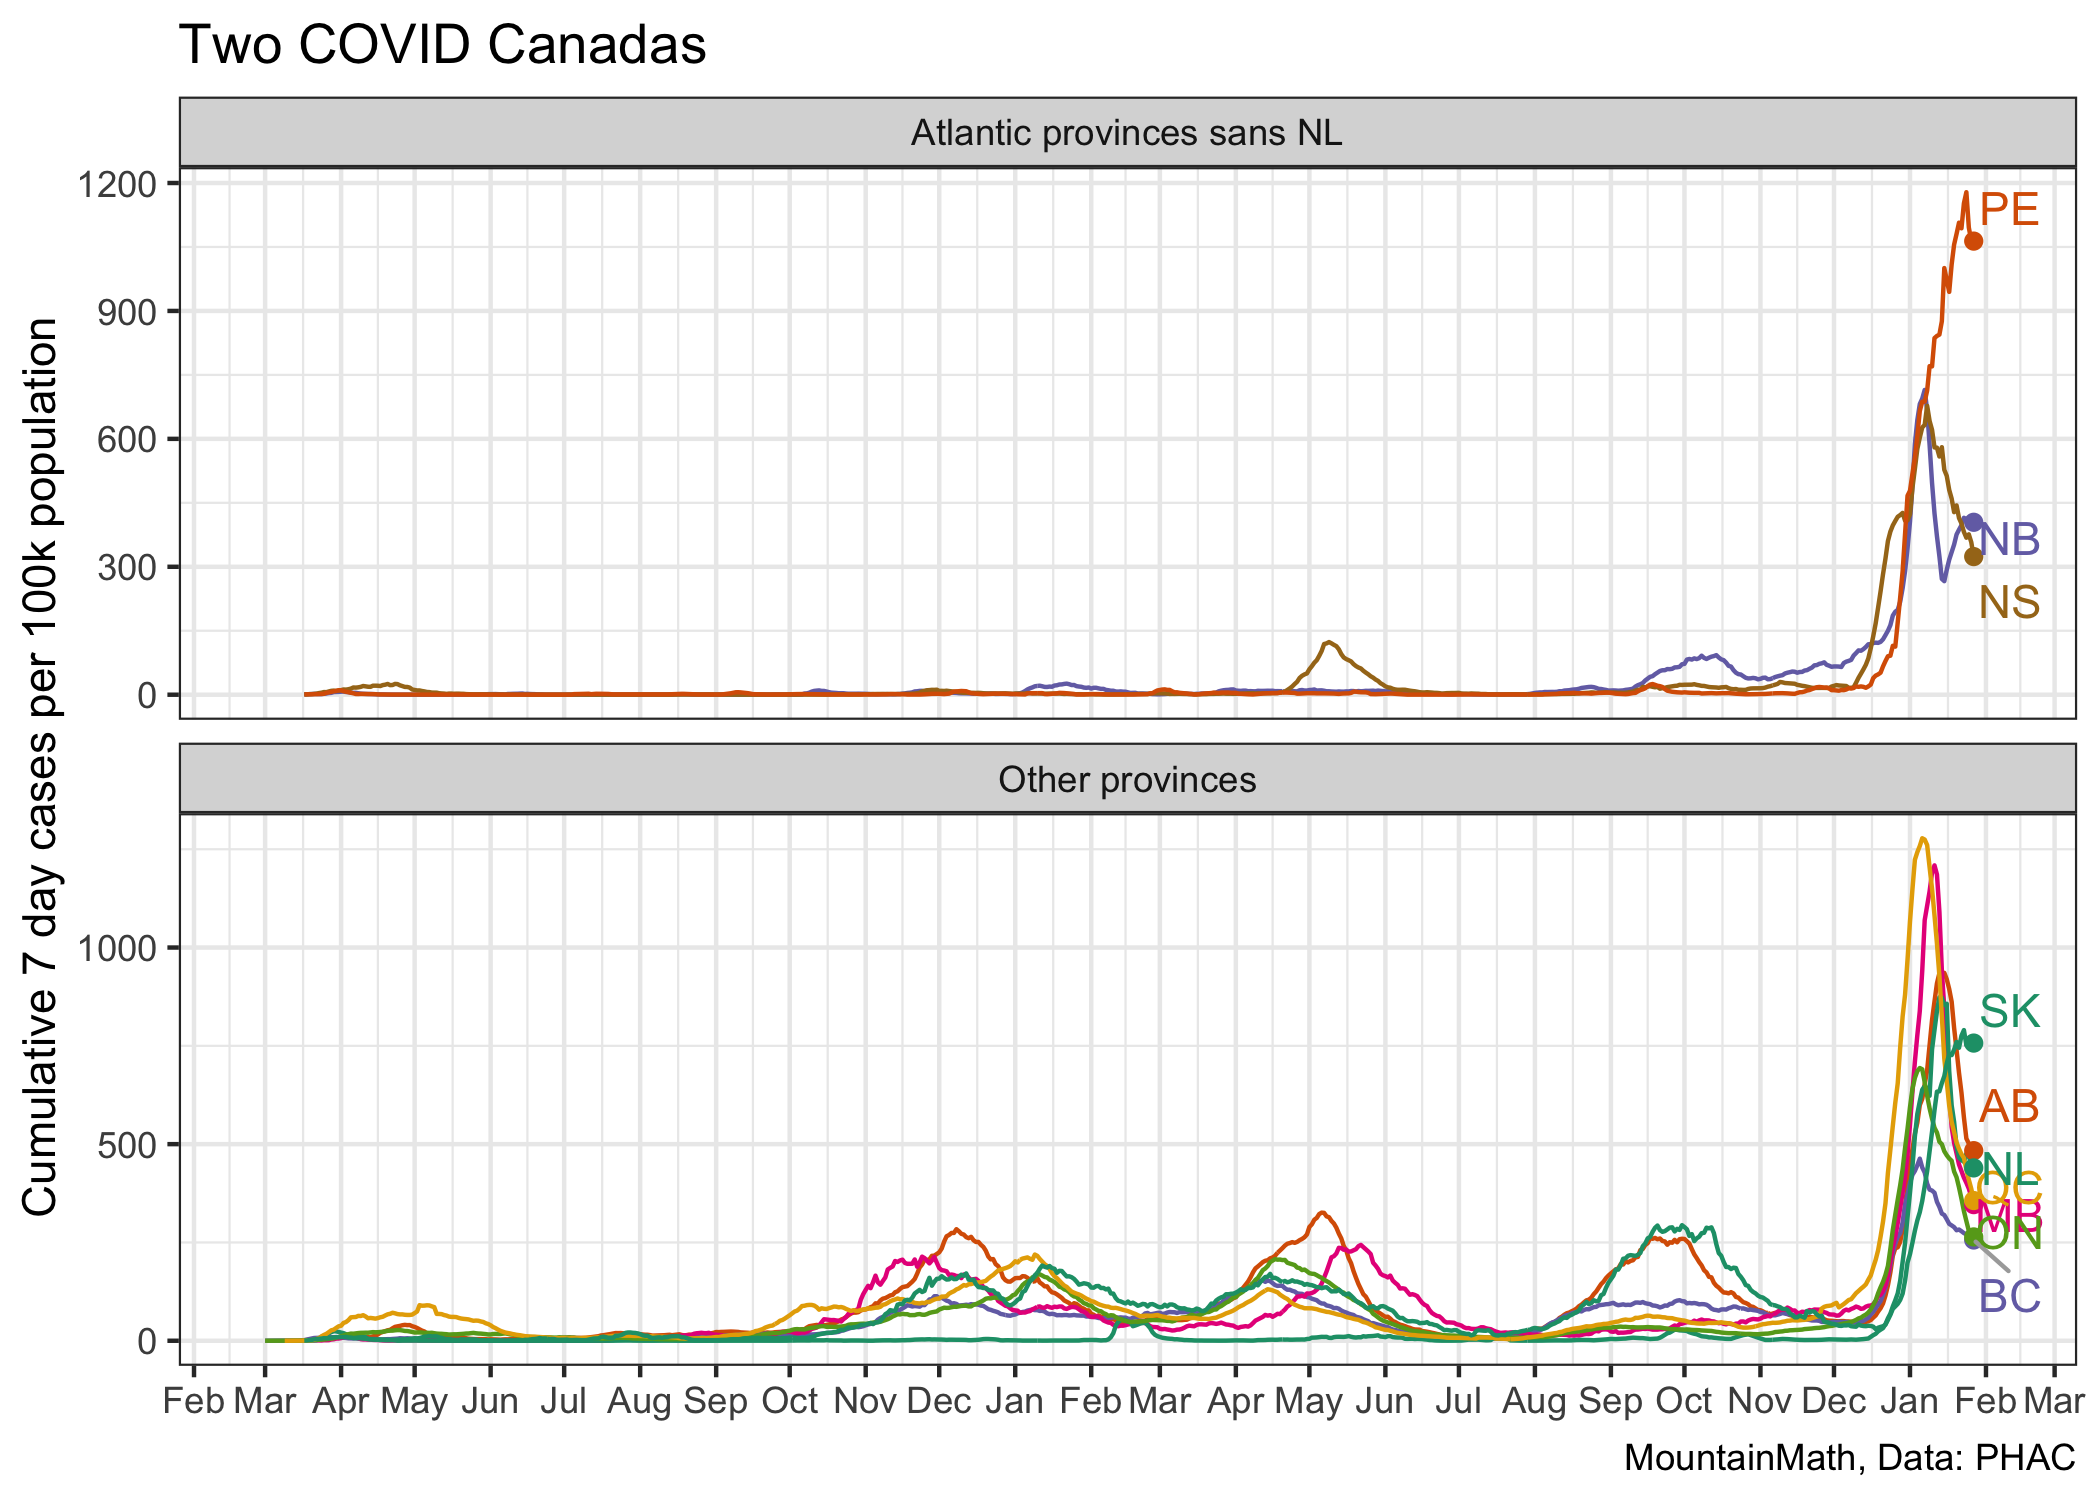 Two COVID Canadas
Atlantic provinces sans NL
Cumulative 7 day cases per 100k population
1200
900
600
300
0
PE
NB
NS
Other provinces
1000
500
0
SK
AB
NL
QC
MB
ON
BC
Feb Mar Apr May Jun Jul Aug Sep Oct Nov Dec Jan Feb Mar Apr May Jun Jul Aug Sep Oct Nov Dec Jan Feb Mar
MountainMath, Data: PHAC